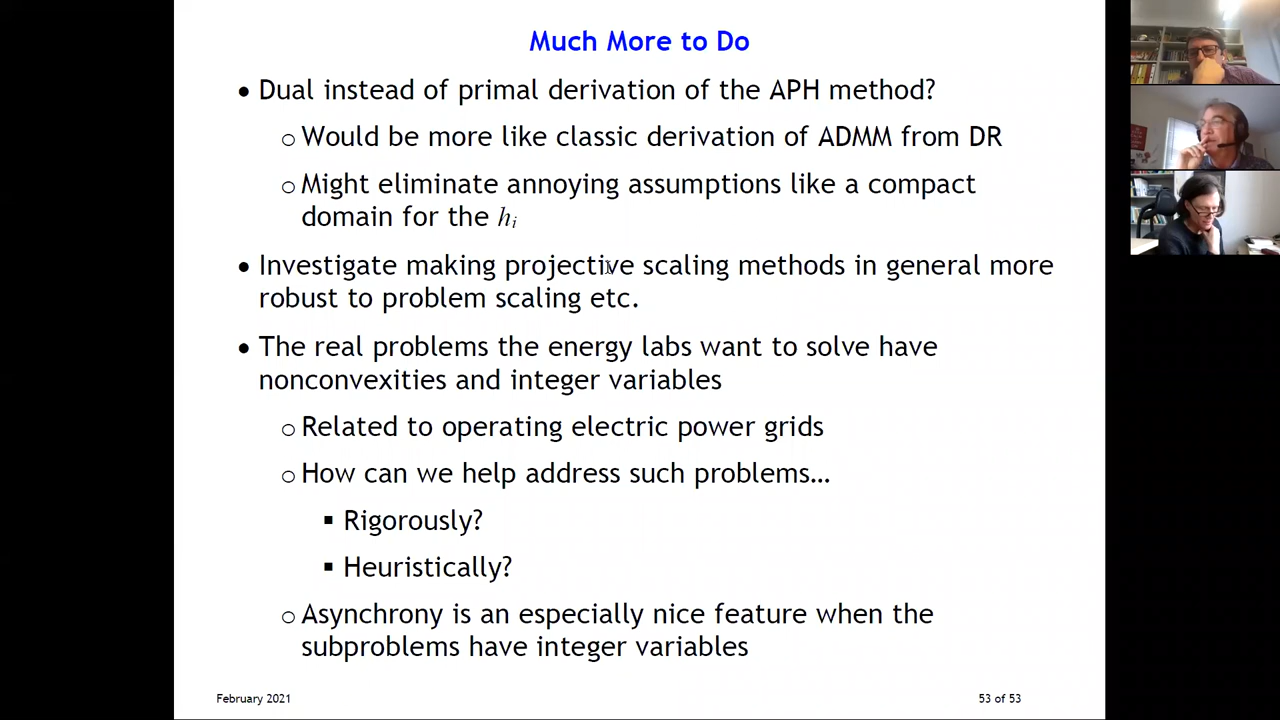 Much More to Do
• Dual instead of primal derivation of the APH method?
○ Would be more like classic derivation of ADMM from DR
○ Might eliminate annoying assumptions like a compact
domain for the hᵢ
• Investigate making projective scaling methods in general more
robust to problem scaling etc.
• The real problems the energy labs want to solve have
nonconvexities and integer variables
○ Related to operating electric power grids
○ How can we help address such problems…
▪ Rigorously?
▪ Heuristically?
○ Asynchrony is an especially nice feature when the
subproblems have integer variables
February 2021
53 of 53